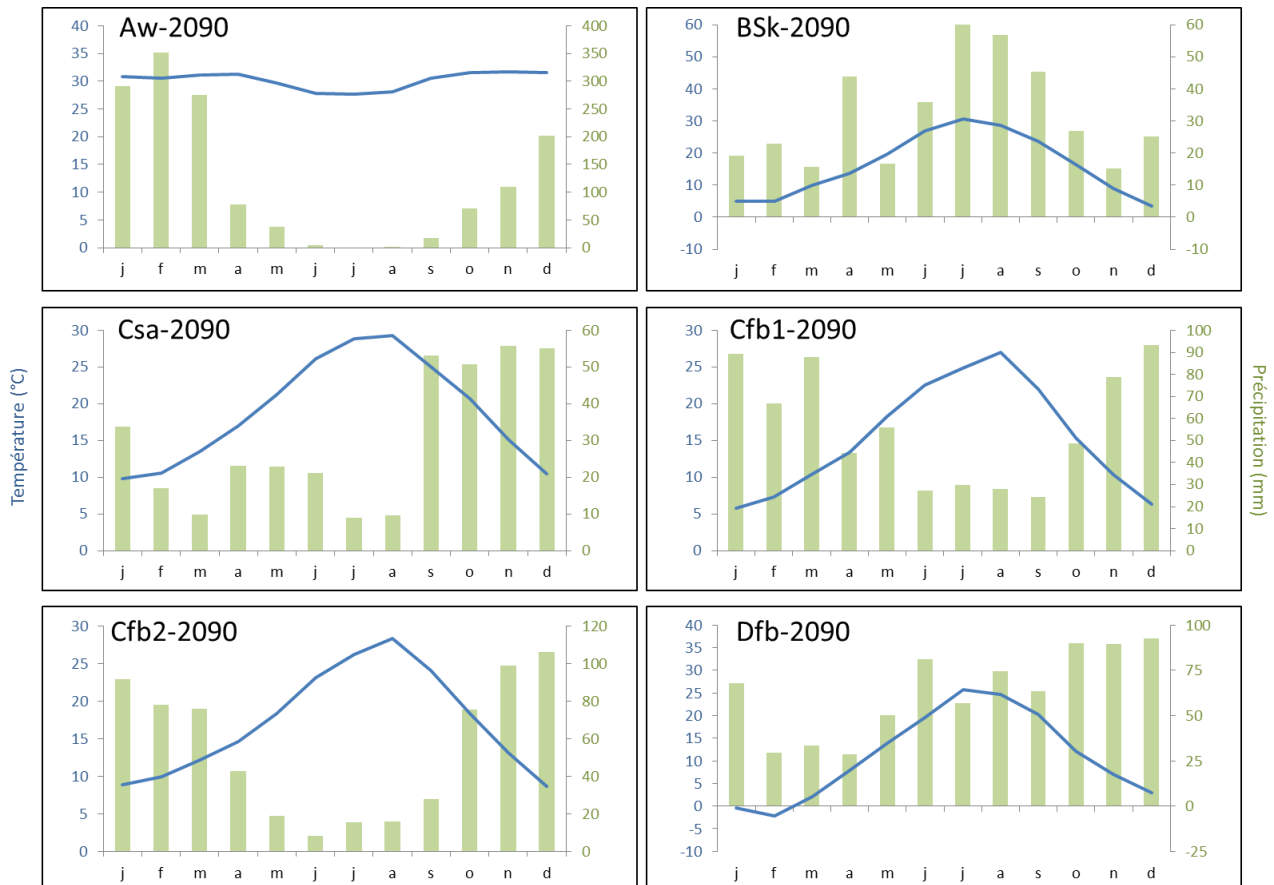 Aw-2090
40 35 30 25 20 15 10 5 0
400 350 300 250 200 150 100 50 0
j f m a m j j a s o n d
BSk-2090
60 50 40 30 20 10 0 -10
60 50 40 30 20 10 0 -10
j f m a m j j a s o n d
Température (°C)
Csa-2090
30 25 20 15 10 5 0
60 50 40 30 20 10 0
j f m a m j j a s o n d
Cfb1-2090
30 25 20 15 10 5 0
100 90 80 70 60 50 40 30 20 10 0
j f m a m j j a s o n d
Précipitation (mm)
Cfb2-2090
30 25 20 15 10 5 0
120 100 80 60 40 20 0
j f m a m j j a s o n d
Dfb-2090
40 35 30 25 20 15 10 5 0 -5 -10
100 75 50 25 0 -25
j f m a m j j a s o n d